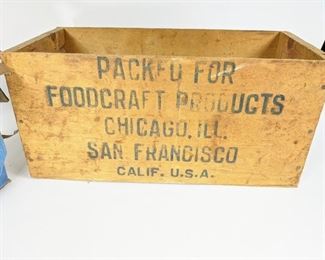 PACKED FOR
FOODCRAFT PRODUCTS
CHICAGO, ILL.
SAN FRANCISCO
CALIF. U.S.A.